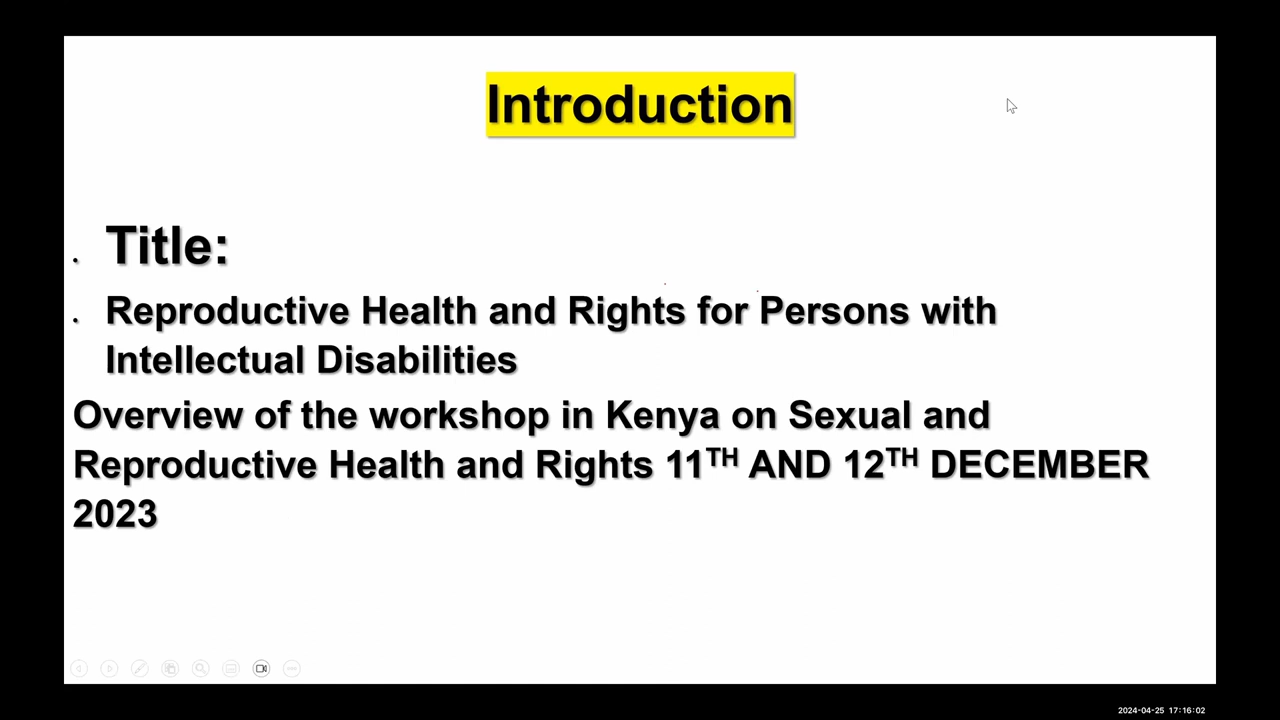 Introduction
Title:
Reproductive Health and Rights for Persons with
Intellectual Disabilities
Overview of the workshop in Kenya on Sexual and
Reproductive Health and Rights 11TH AND 12TH DECEMBER
2023
2024-04-25 17:16:02